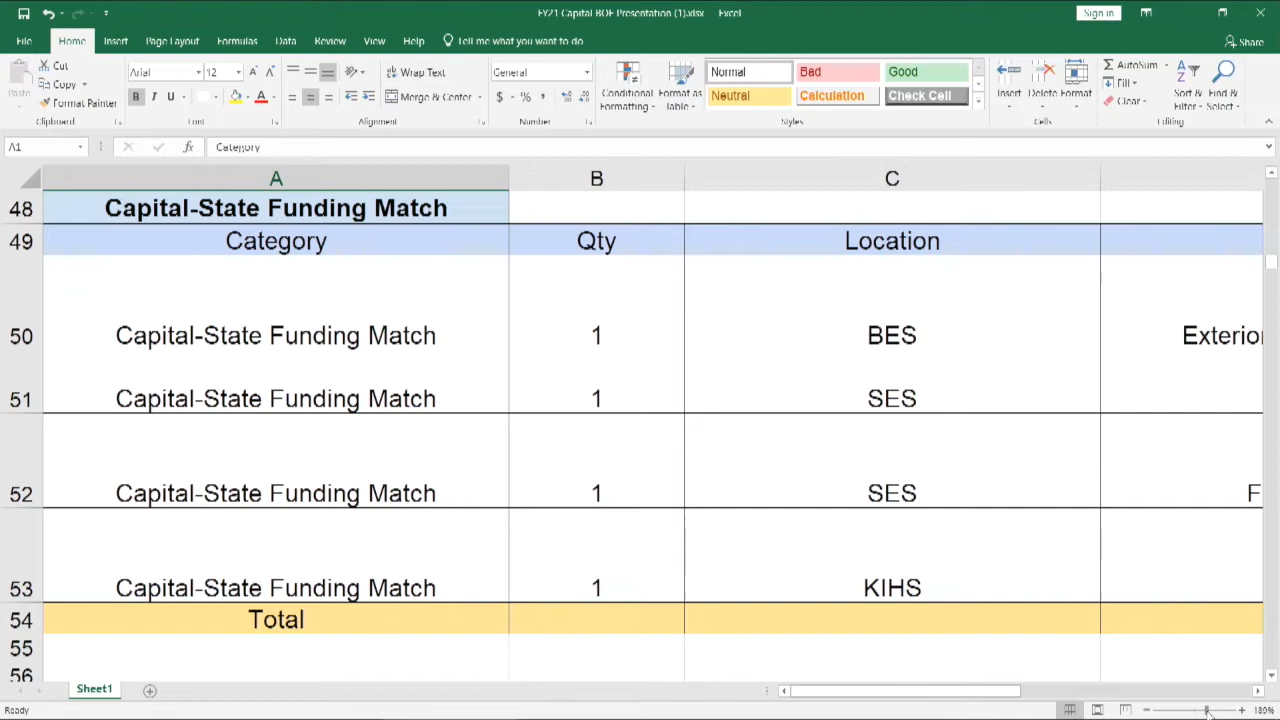 FY21 Capital BOE Presentation (1).xlsx - Excel
Sign in
File Home Insert Page Layout Formulas Data Review View Help Tell me what you want to do Share
Cut
Copy
Format Painter
Paste
Clipboard
Arial 12
B I U
Font
Wrap Text
Merge & Center
Alignment
General
$ % ,
Number
Conditional Formatting
Format as Table
Normal Bad Good
Neutral Calculation Check Cell
Styles
Insert Delete Format
Cells
AutoSum
Fill
Clear
Sort & Filter
Find & Select
Editing
A1 fx Category
A B C
48 Capital-State Funding Match
49 Category Qty Location
50 Capital-State Funding Match 1 BES Exterior
51 Capital-State Funding Match 1 SES
52 Capital-State Funding Match 1 SES F
53 Capital-State Funding Match 1 KIHS
54 Total
55
56
Sheet1
Ready 189%